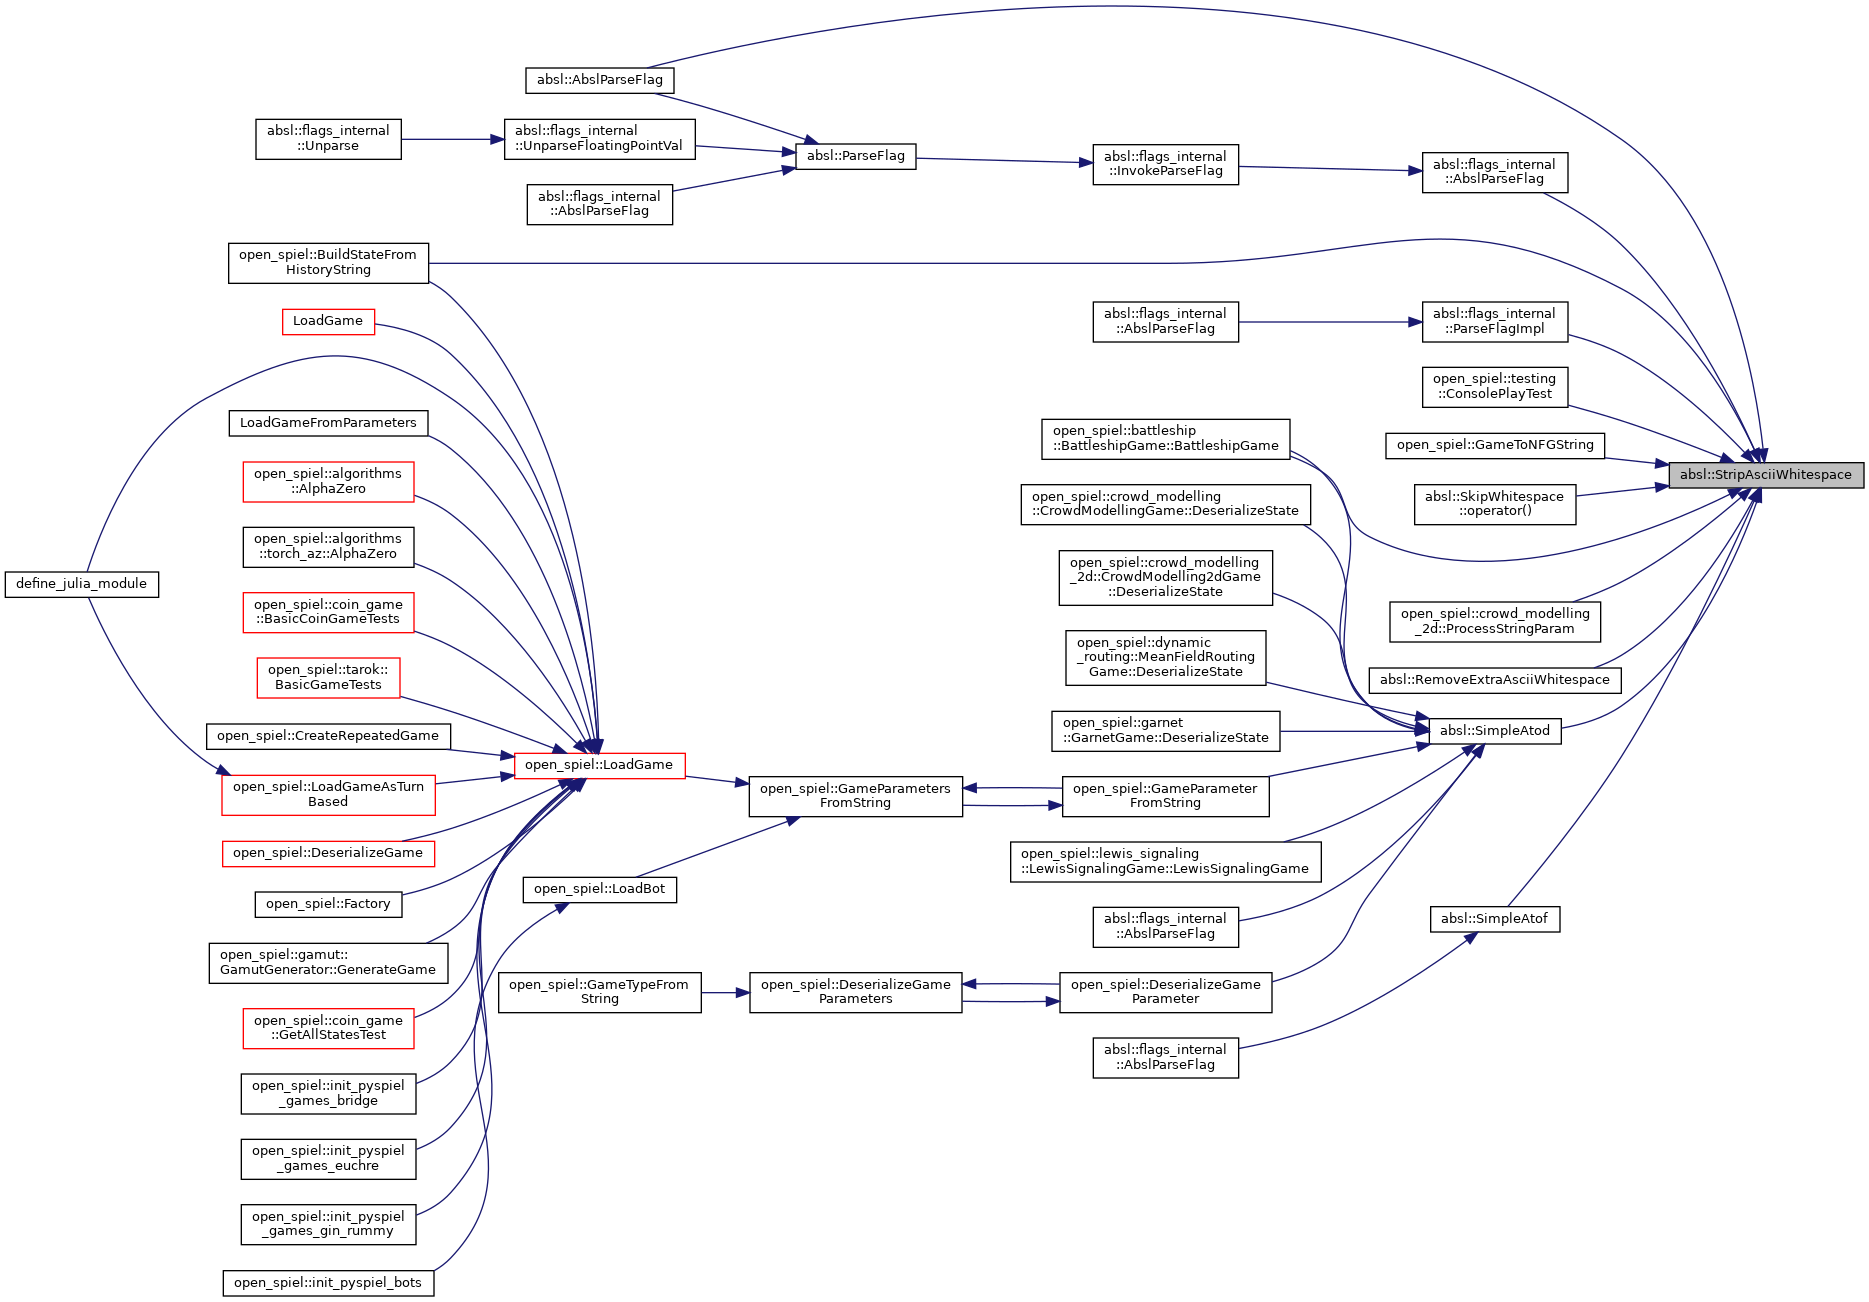 absl::AbslParseFlag
absl::flags_internal
::Unparse
absl::flags_internal
::UnparseFloatingPointVal
absl::ParseFlag
absl::flags_internal
::InvokeParseFlag
absl::flags_internal
::AbslParseFlag
absl::flags_internal
::AbslParseFlag
open_spiel::BuildStateFrom
HistoryString
LoadGame
absl::flags_internal
::AbslParseFlag
absl::flags_internal
::ParseFlagImpl
open_spiel::testing
::ConsolePlayTest
LoadGameFromParameters
open_spiel::battleship
::BattleshipGame::BattleshipGame
open_spiel::GameToNFGString
absl::StripAsciiWhitespace
open_spiel::algorithms
::AlphaZero
open_spiel::crowd_modelling
::CrowdModellingGame::DeserializeState
absl::SkipWhitespace
::operator()
open_spiel::algorithms
::torch_az::AlphaZero
open_spiel::crowd_modelling
_2d::CrowdModelling2dGame
::DeserializeState
define_julia_module
open_spiel::coin_game
::BasicCoinGameTests
open_spiel::crowd_modelling
_2d::ProcessStringParam
open_spiel::dynamic
_routing::MeanFieldRouting
Game::DeserializeState
open_spiel::tarok::
BasicGameTests
absl::RemoveExtraAsciiWhitespace
open_spiel::CreateRepeatedGame
open_spiel::garnet
::GarnetGame::DeserializeState
absl::SimpleAtod
open_spiel::LoadGame
open_spiel::LoadGameAsTurn
Based
open_spiel::GameParameters
FromString
open_spiel::GameParameter
FromString
open_spiel::DeserializeGame
open_spiel::lewis_signaling
::LewisSignalingGame::LewisSignalingGame
open_spiel::LoadBot
open_spiel::Factory
absl::flags_internal
::AbslParseFlag
absl::SimpleAtof
open_spiel::gamut::
GamutGenerator::GenerateGame
open_spiel::GameTypeFrom
String
open_spiel::DeserializeGame
Parameters
open_spiel::DeserializeGame
Parameter
open_spiel::coin_game
::GetAllStatesTest
absl::flags_internal
::AbslParseFlag
open_spiel::init_pyspiel
_games_bridge
open_spiel::init_pyspiel
_games_euchre
open_spiel::init_pyspiel
_games_gin_rummy
open_spiel::init_pyspiel_bots